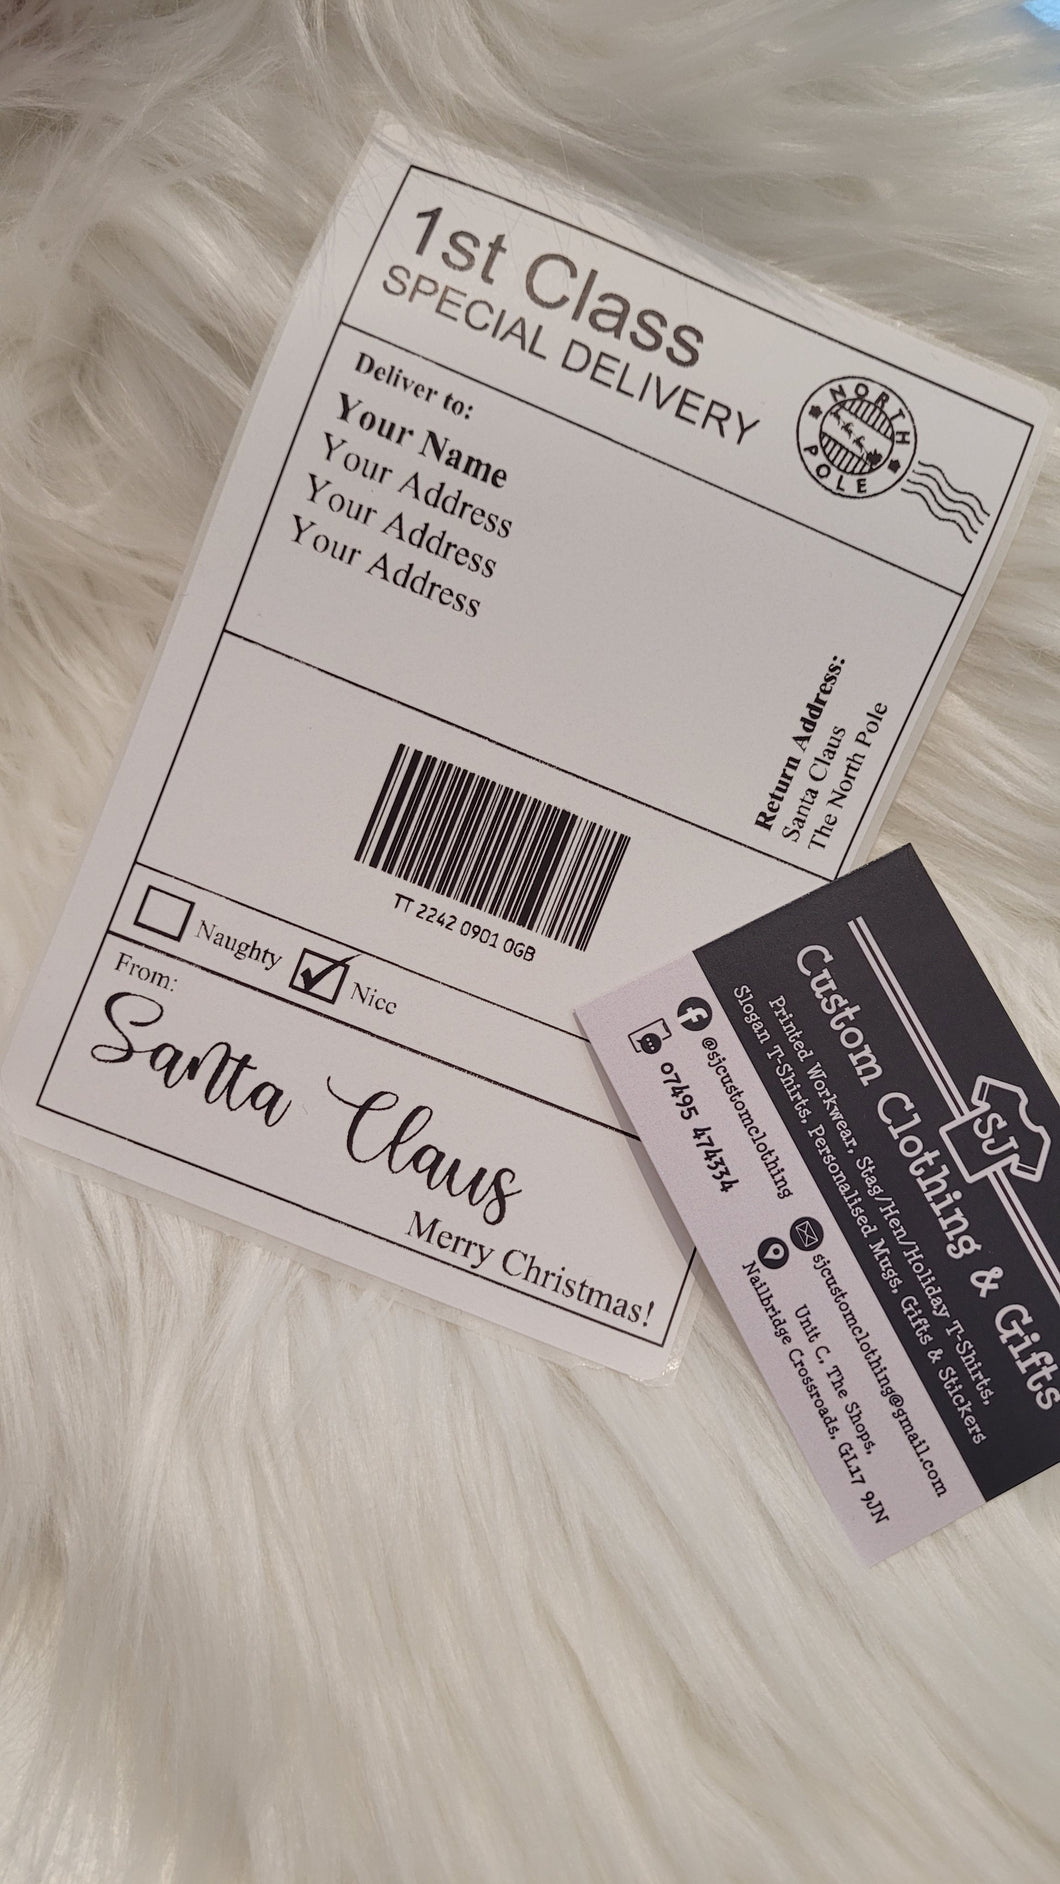 1st Class
SPECIAL DELIVERY
NORTH
POLE
Deliver to:
Your Name
Your Address
Your Address
Your Address
Return Address:
Santa Claus
The North Pole
TT 2242 0901 0GB
Naughty
Nice
From:
Santa Claus
Merry Christmas!
SJ
Custom Clothing & Gifts
Printed Workwear, Stag/Hen/Holiday T-Shirts,
Slogan T-Shirts, Personalised Mugs, Gifts & Stickers
@sjcustomclothing
07495 474334
sjcustomclothing@gmail.com
Unit C, The Shops,
Nailbridge Crossroads, GL17 9JN